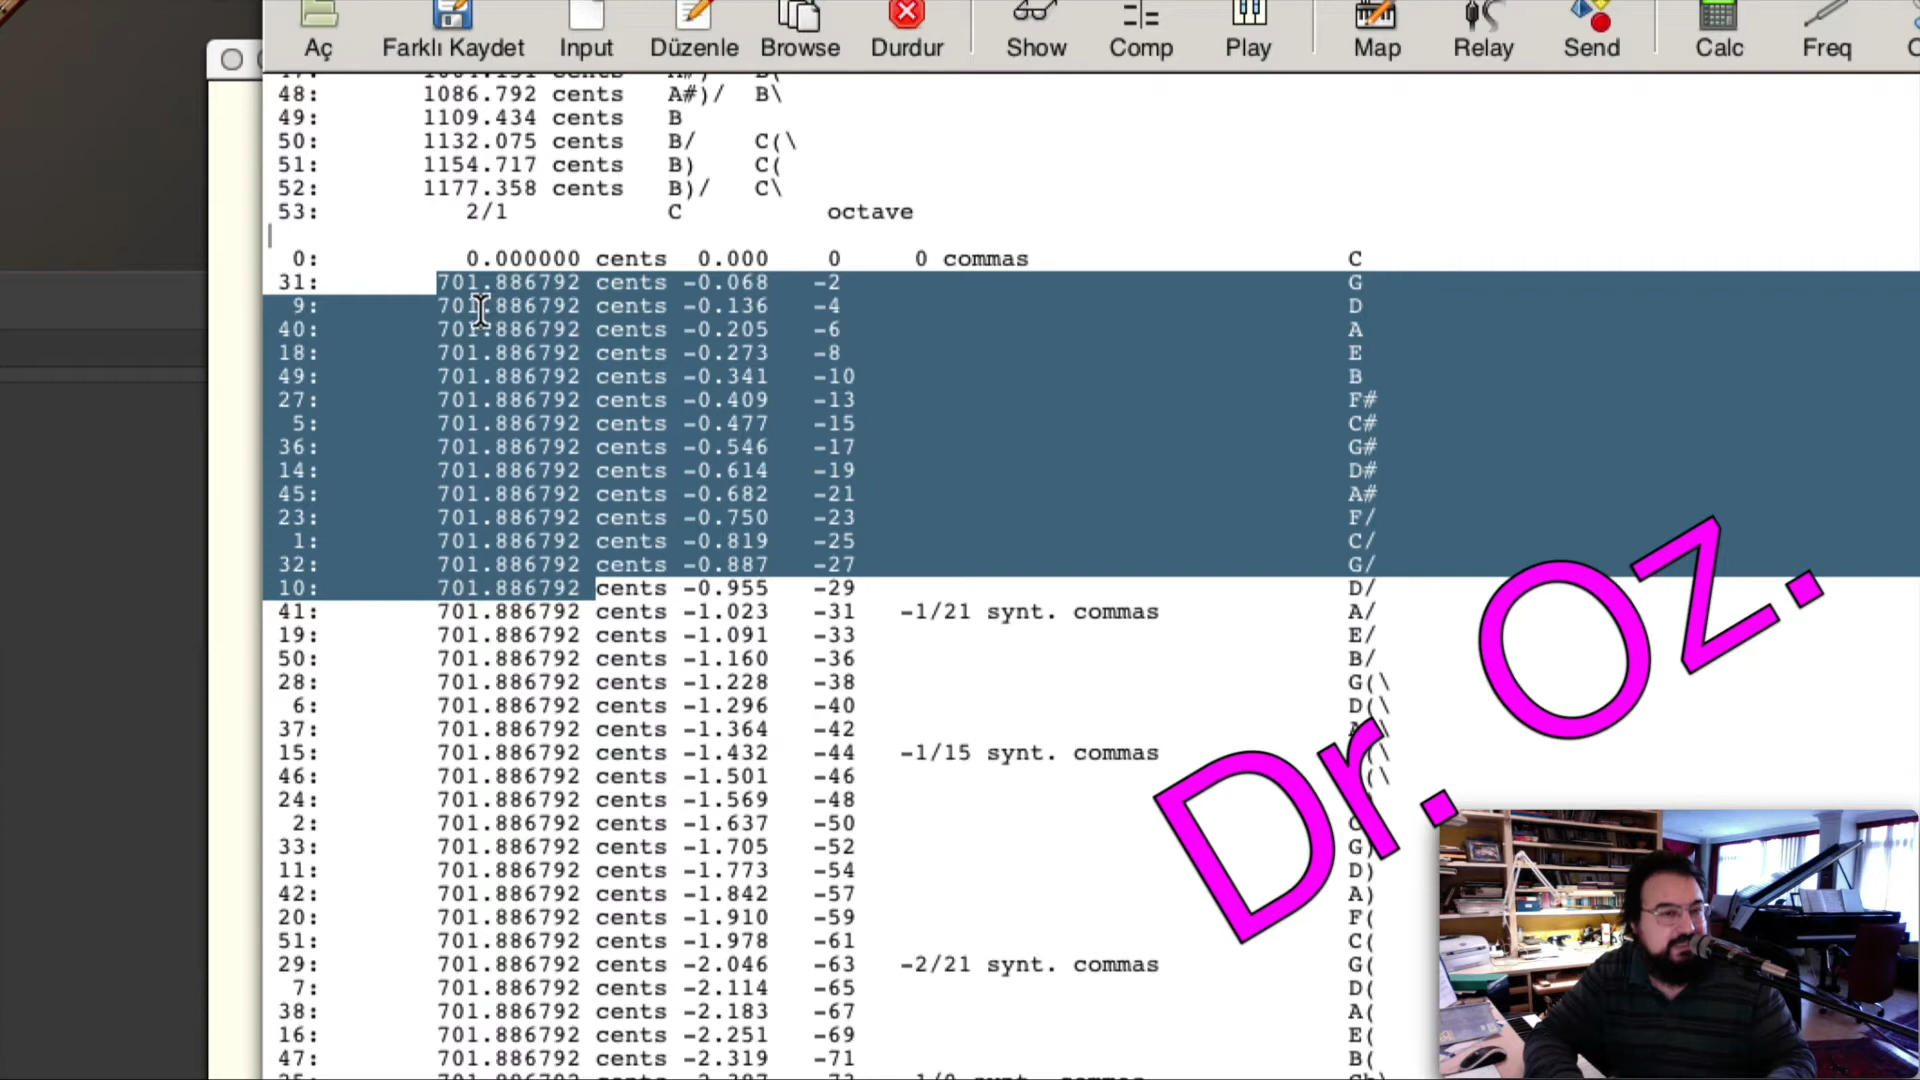 Aç Farklı Kaydet Input Düzenle Browse Durdur Show Comp Play Map Relay Send Calc Freq
48: 1086.792 cents A#)/ B\
49: 1109.434 cents B
50: 1132.075 cents B/ C(\
51: 1154.717 cents B) C(
52: 1177.358 cents B)/ C\
53: 2/1 C octave
0: 0.000000 cents 0.000 0 0 commas C
31: 701.886792 cents -0.068 -2 G
9: 701.886792 cents -0.136 -4 D
40: 701.886792 cents -0.205 -6 A
18: 701.886792 cents -0.273 -8 E
49: 701.886792 cents -0.341 -10 B
27: 701.886792 cents -0.409 -13 F#
5: 701.886792 cents -0.477 -15 C#
36: 701.886792 cents -0.546 -17 G#
14: 701.886792 cents -0.614 -19 D#
45: 701.886792 cents -0.682 -21 A#
23: 701.886792 cents -0.750 -23 F/
1: 701.886792 cents -0.819 -25 C/
32: 701.886792 cents -0.887 -27 G/
10: 701.886792 cents -0.955 -29 D/
41: 701.886792 cents -1.023 -31 -1/21 synt. commas A/
19: 701.886792 cents -1.091 -33 E/
50: 701.886792 cents -1.160 -36 B/
28: 701.886792 cents -1.228 -38 G(\
6: 701.886792 cents -1.296 -40 D(\
37: 701.886792 cents -1.364 -42
15: 701.886792 cents -1.432 -44 -1/15 synt. commas
46: 701.886792 cents -1.501 -46
24: 701.886792 cents -1.569 -48
2: 701.886792 cents -1.637 -50
33: 701.886792 cents -1.705 -52 G)
11: 701.886792 cents -1.773 -54 D)
42: 701.886792 cents -1.842 -57 A)
20: 701.886792 cents -1.910 -59 F(
51: 701.886792 cents -1.978 -61 C(
29: 701.886792 cents -2.046 -63 -2/21 synt. commas G(
7: 701.886792 cents -2.114 -65 D(
38: 701.886792 cents -2.183 -67 A(
16: 701.886792 cents -2.251 -69 E(
47: 701.886792 cents -2.319 -71 B(
Dr. Oz.